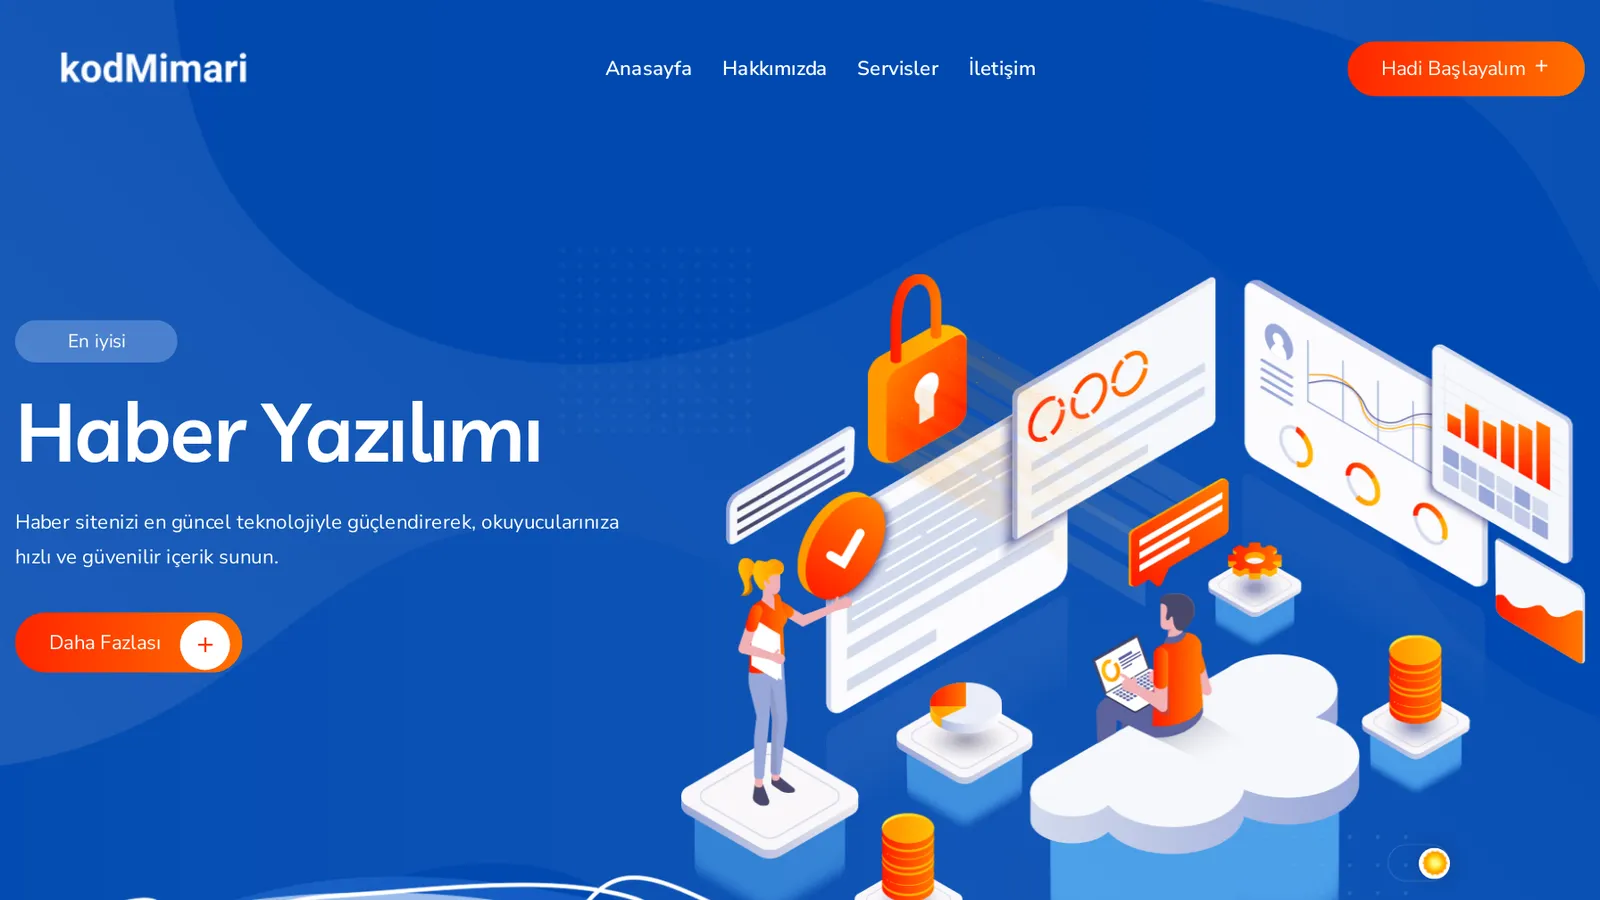 kodMimari
Anasayfa
Hakkımızda
Servisler
İletişim
Hadi Başlayalım +
En iyisi
Haber Yazılımı
Haber sitenizi en güncel teknolojiyle güçlendirerek, okuyucularınıza
hızlı ve güvenilir içerik sunun.
Daha Fazlası +